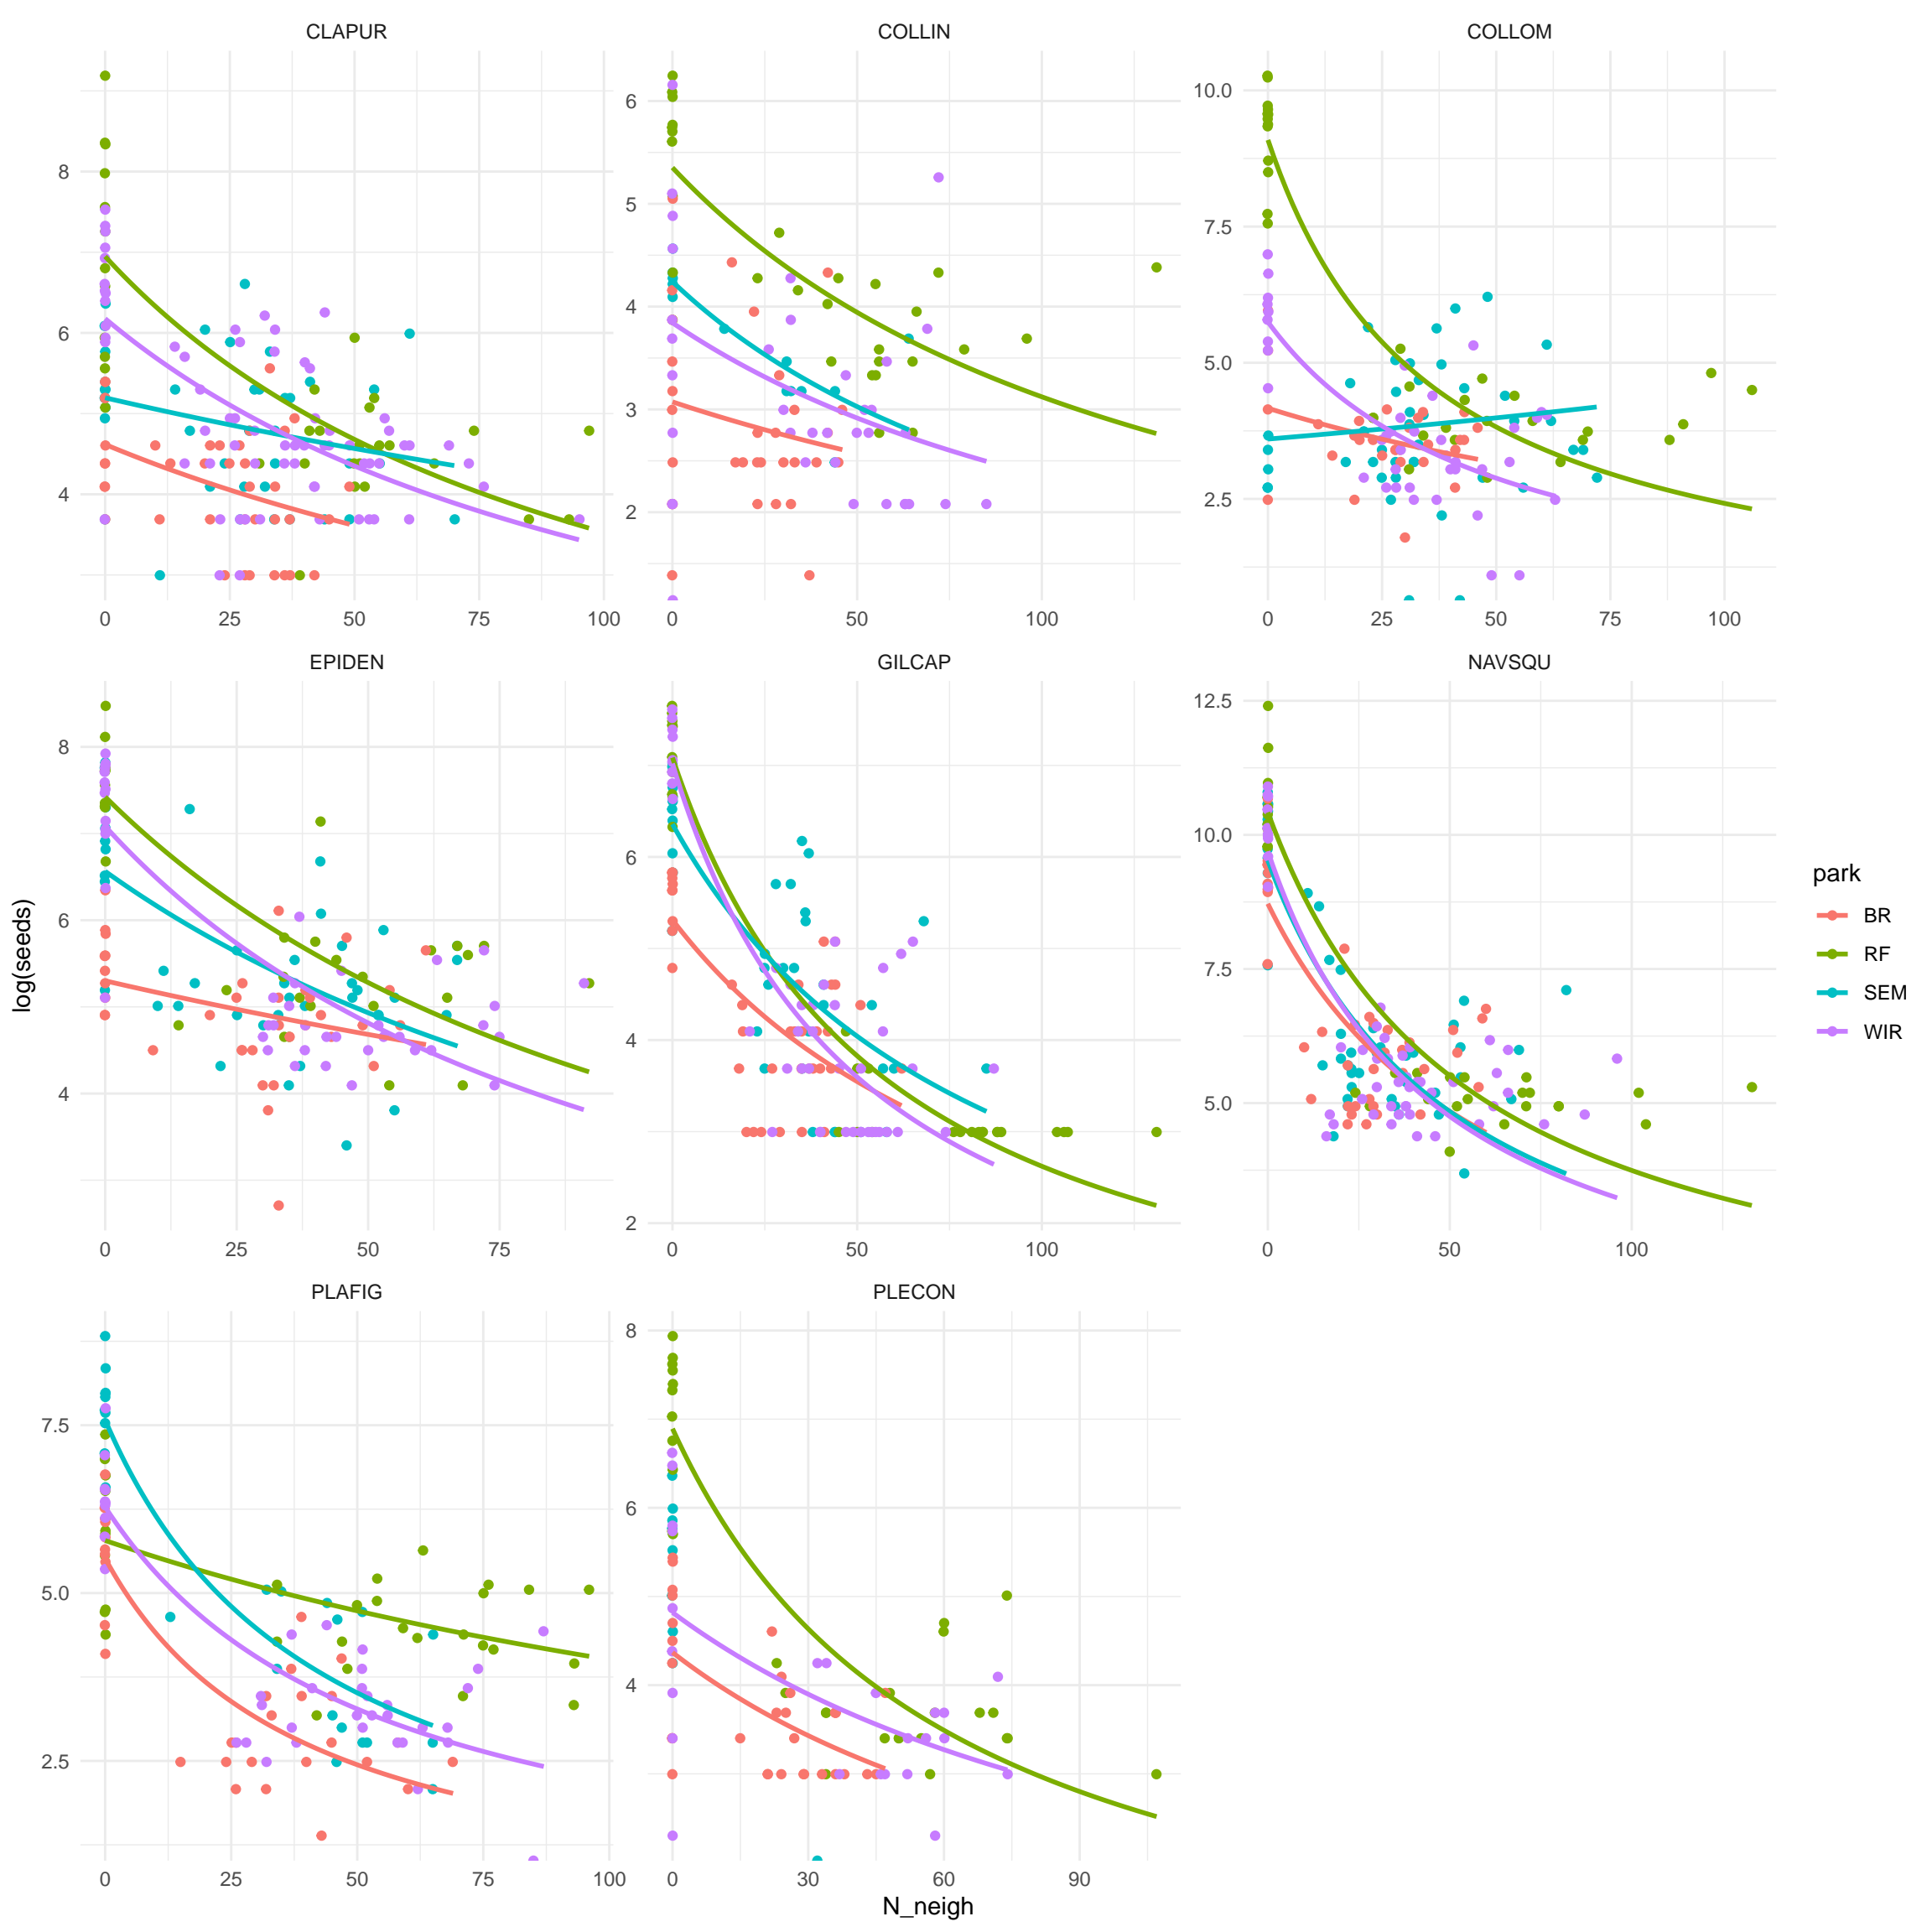 CLAPUR COLLIN COLLOM
8 6 4
6 5 4 3 2
10.0 7.5 5.0 2.5
0 25 50 75 100
0 50 100
0 25 50 75 100
EPIDEN GILCAP NAVSQU
8 6 4
6 4 2
12.5 10.0 7.5 5.0
0 25 50 75
0 50 100
0 50 100
PLAFIG PLECON
7.5 5.0 2.5
8 6 4
0 25 50 75 100
0 30 60 90
N_neigh
log(seeds)
park
BR
RF
SEM
WIR